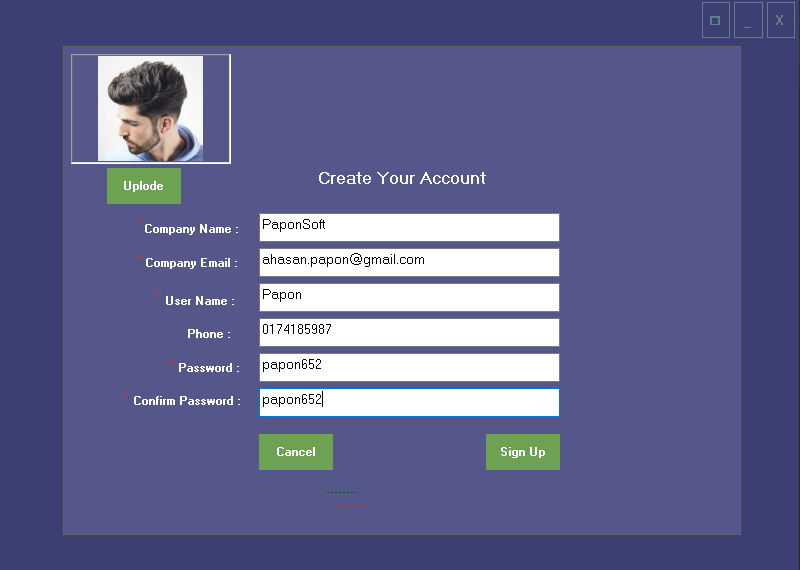 _ X
Uplode
Create Your Account
* Company Name : PaponSoft
* Company Email : ahasan.papon@gmail.com
* User Name : Papon
Phone : 0174185987
* Password : papon652
* Confirm Password : papon652
Cancel Sign Up
--------
-------